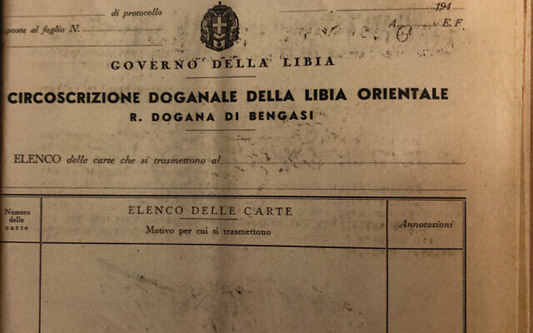 di protocollo 194
posta al foglio N. A. E. F.
GOVERNO DELLA LIBIA
CIRCOSCRIZIONE DOGANALE DELLA LIBIA ORIENTALE
R. DOGANA DI BENGASI
ELENCO delle carte che si trasmettono al
Numero delle carte
ELENCO DELLE CARTE
Motivo per cui si trasmettono
Annotazioni